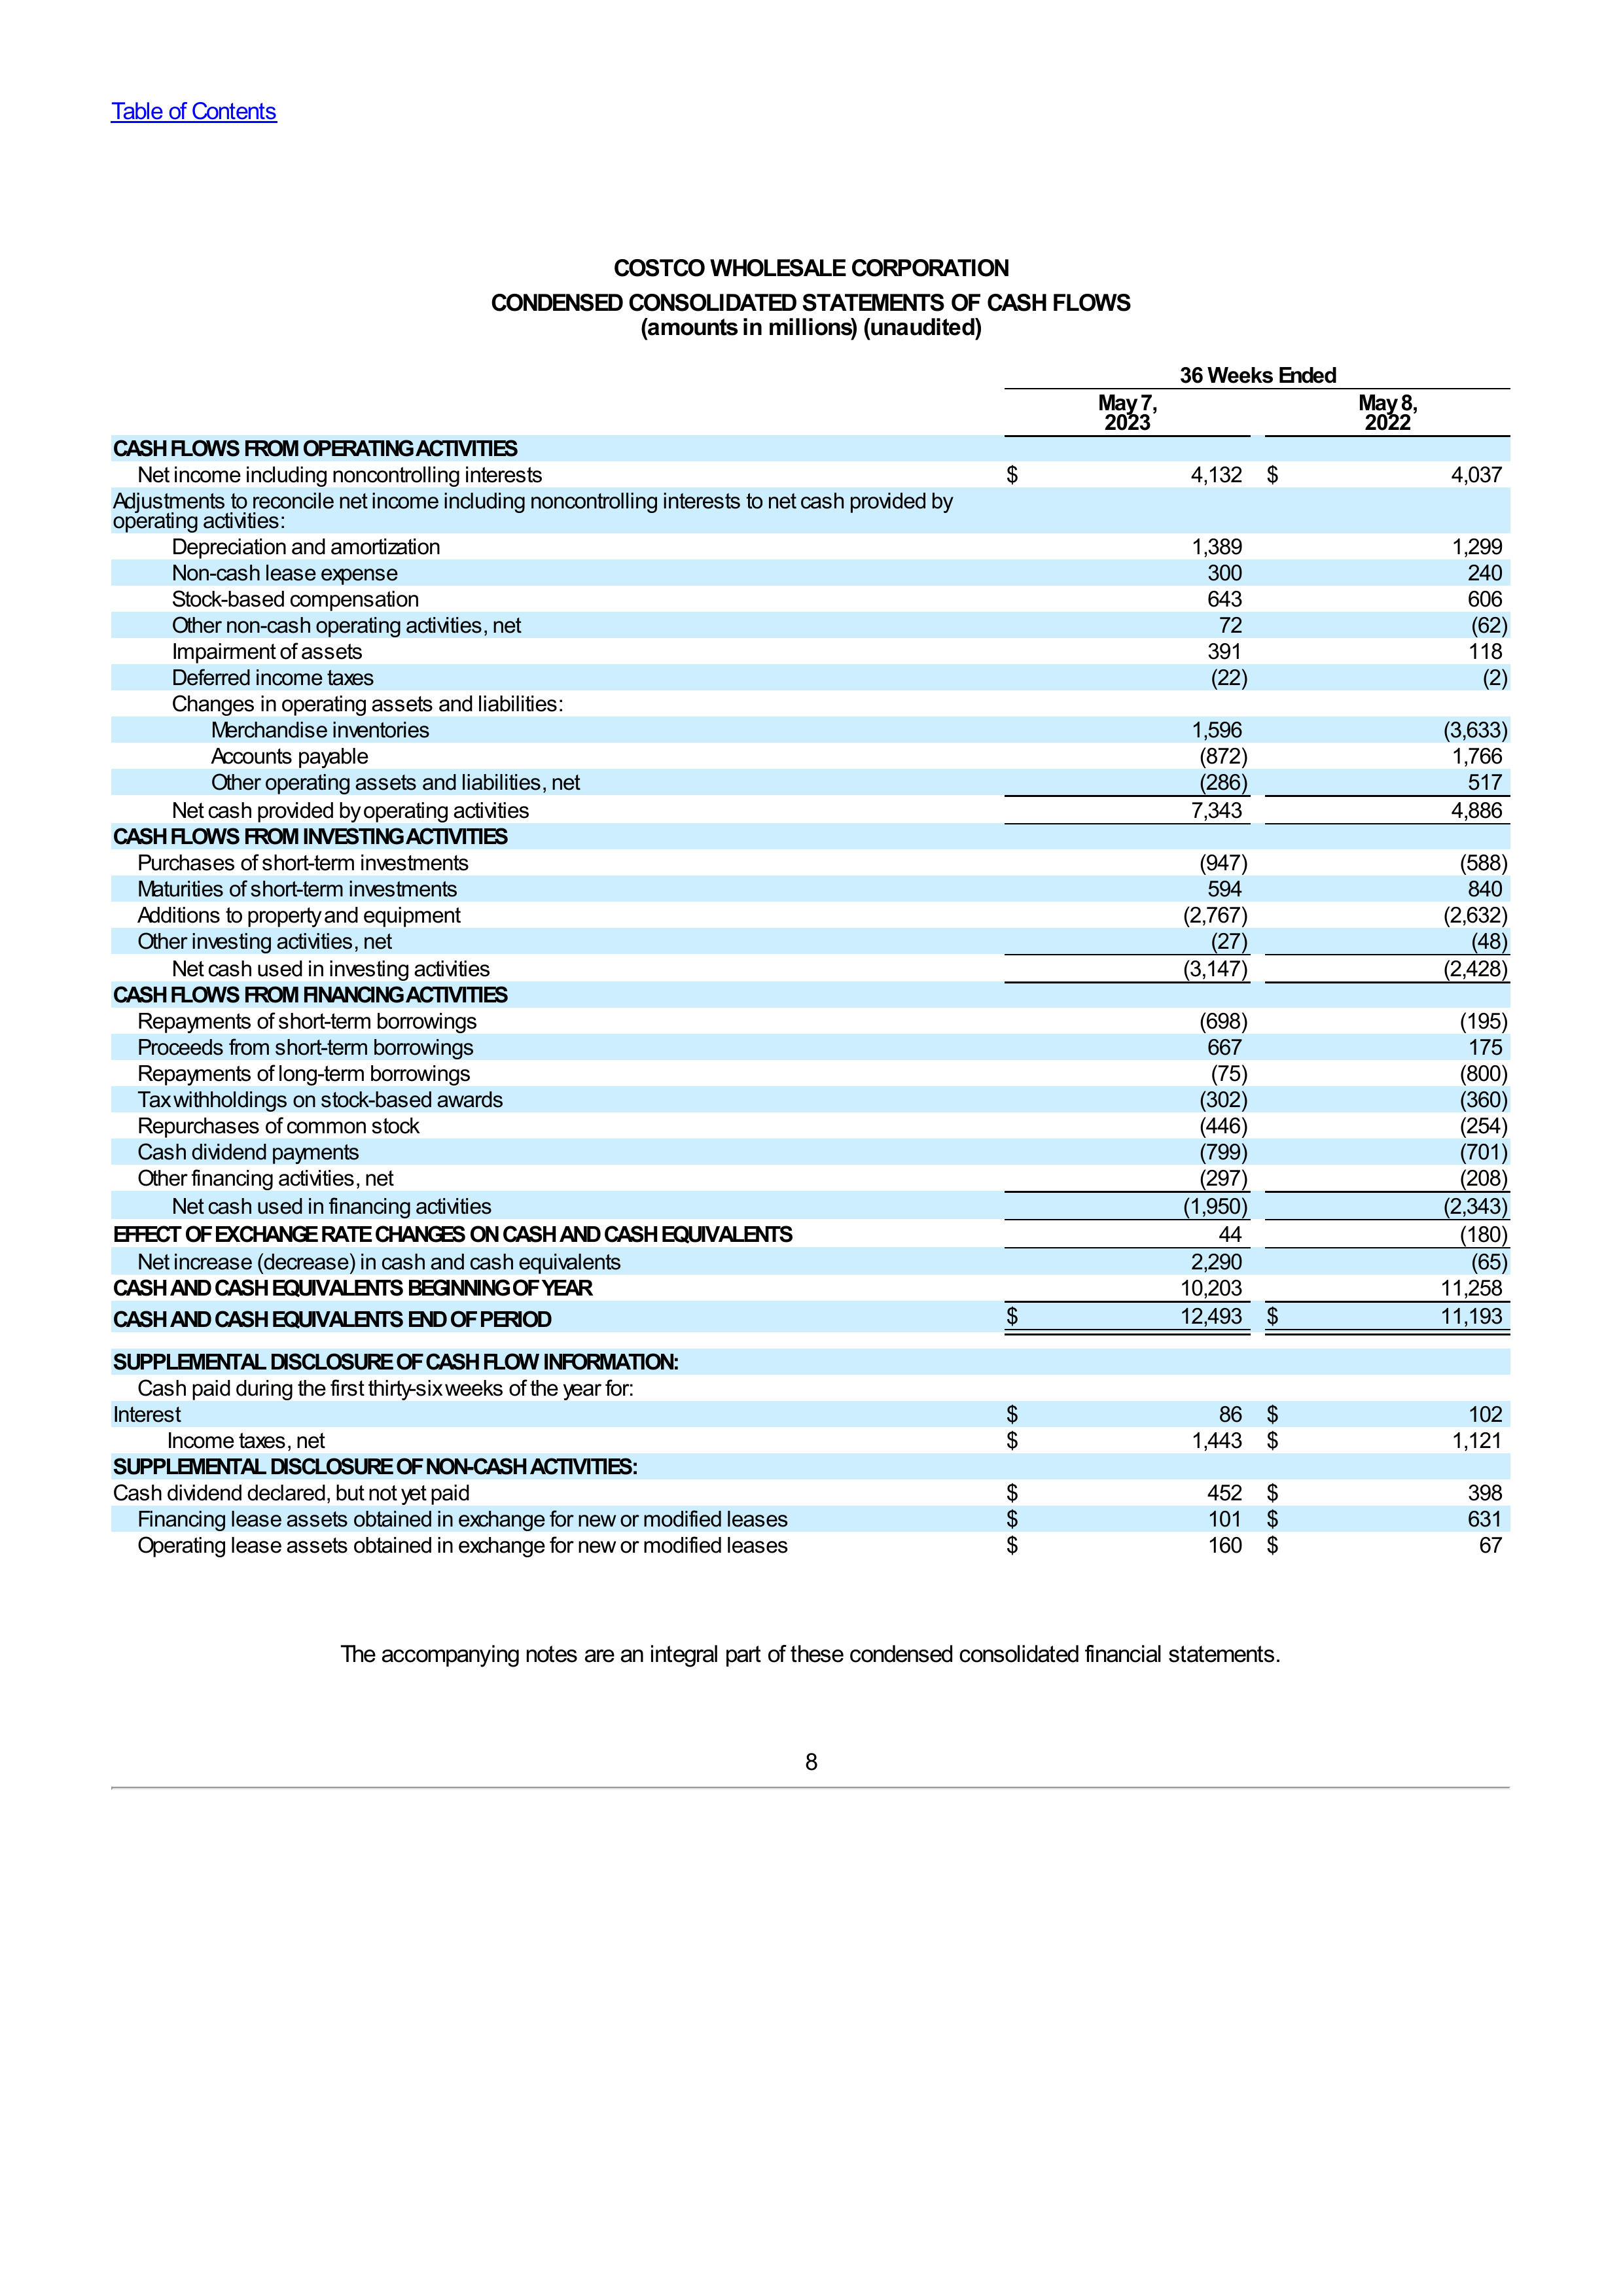 Table of Contents
COSTCO WHOLESALE CORPORATION
CONDENSED CONSOLIDATED STATEMENTS OF CASH FLOWS
(amounts in millions) (unaudited)
36 Weeks Ended
May 7, 2023 May 8, 2022
CASH FLOWS FROM OPERATING ACTIVITIES
Net income including noncontrolling interests $ 4,132 $ 4,037
Adjustments to reconcile net income including noncontrolling interests to net cash provided by
operating activities:
Depreciation and amortization 1,389 1,299
Non-cash lease expense 300 240
Stock-based compensation 643 606
Other non-cash operating activities, net 72 (62)
Impairment of assets 391 118
Deferred income taxes (22) (2)
Changes in operating assets and liabilities:
Merchandise inventories 1,596 (3,633)
Accounts payable (872) 1,766
Other operating assets and liabilities, net (286) 517
Net cash provided by operating activities 7,343 4,886
CASH FLOWS FROM INVESTING ACTIVITIES
Purchases of short-term investments (947) (588)
Maturities of short-term investments 594 840
Additions to property and equipment (2,767) (2,632)
Other investing activities, net (27) (48)
Net cash used in investing activities (3,147) (2,428)
CASH FLOWS FROM FINANCING ACTIVITIES
Repayments of short-term borrowings (698) (195)
Proceeds from short-term borrowings 667 175
Repayments of long-term borrowings (75) (800)
Tax withholdings on stock-based awards (302) (360)
Repurchases of common stock (446) (254)
Cash dividend payments (799) (701)
Other financing activities, net (297) (208)
Net cash used in financing activities (1,950) (2,343)
EFFECT OF EXCHANGE RATE CHANGES ON CASH AND CASH EQUIVALENTS 44 (180)
Net increase (decrease) in cash and cash equivalents 2,290 (65)
CASH AND CASH EQUIVALENTS BEGINNING OF YEAR 10,203 11,258
CASH AND CASH EQUIVALENTS END OF PERIOD $ 12,493 $ 11,193
SUPPLEMENTAL DISCLOSURE OF CASH FLOW INFORMATION:
Cash paid during the first thirty-six weeks of the year for:
Interest $ 86 $ 102
Income taxes, net $ 1,443 $ 1,121
SUPPLEMENTAL DISCLOSURE OF NON-CASH ACTIVITIES:
Cash dividend declared, but not yet paid $ 452 $ 398
Financing lease assets obtained in exchange for new or modified leases $ 101 $ 631
Operating lease assets obtained in exchange for new or modified leases $ 160 $ 67
The accompanying notes are an integral part of these condensed consolidated financial statements.
8